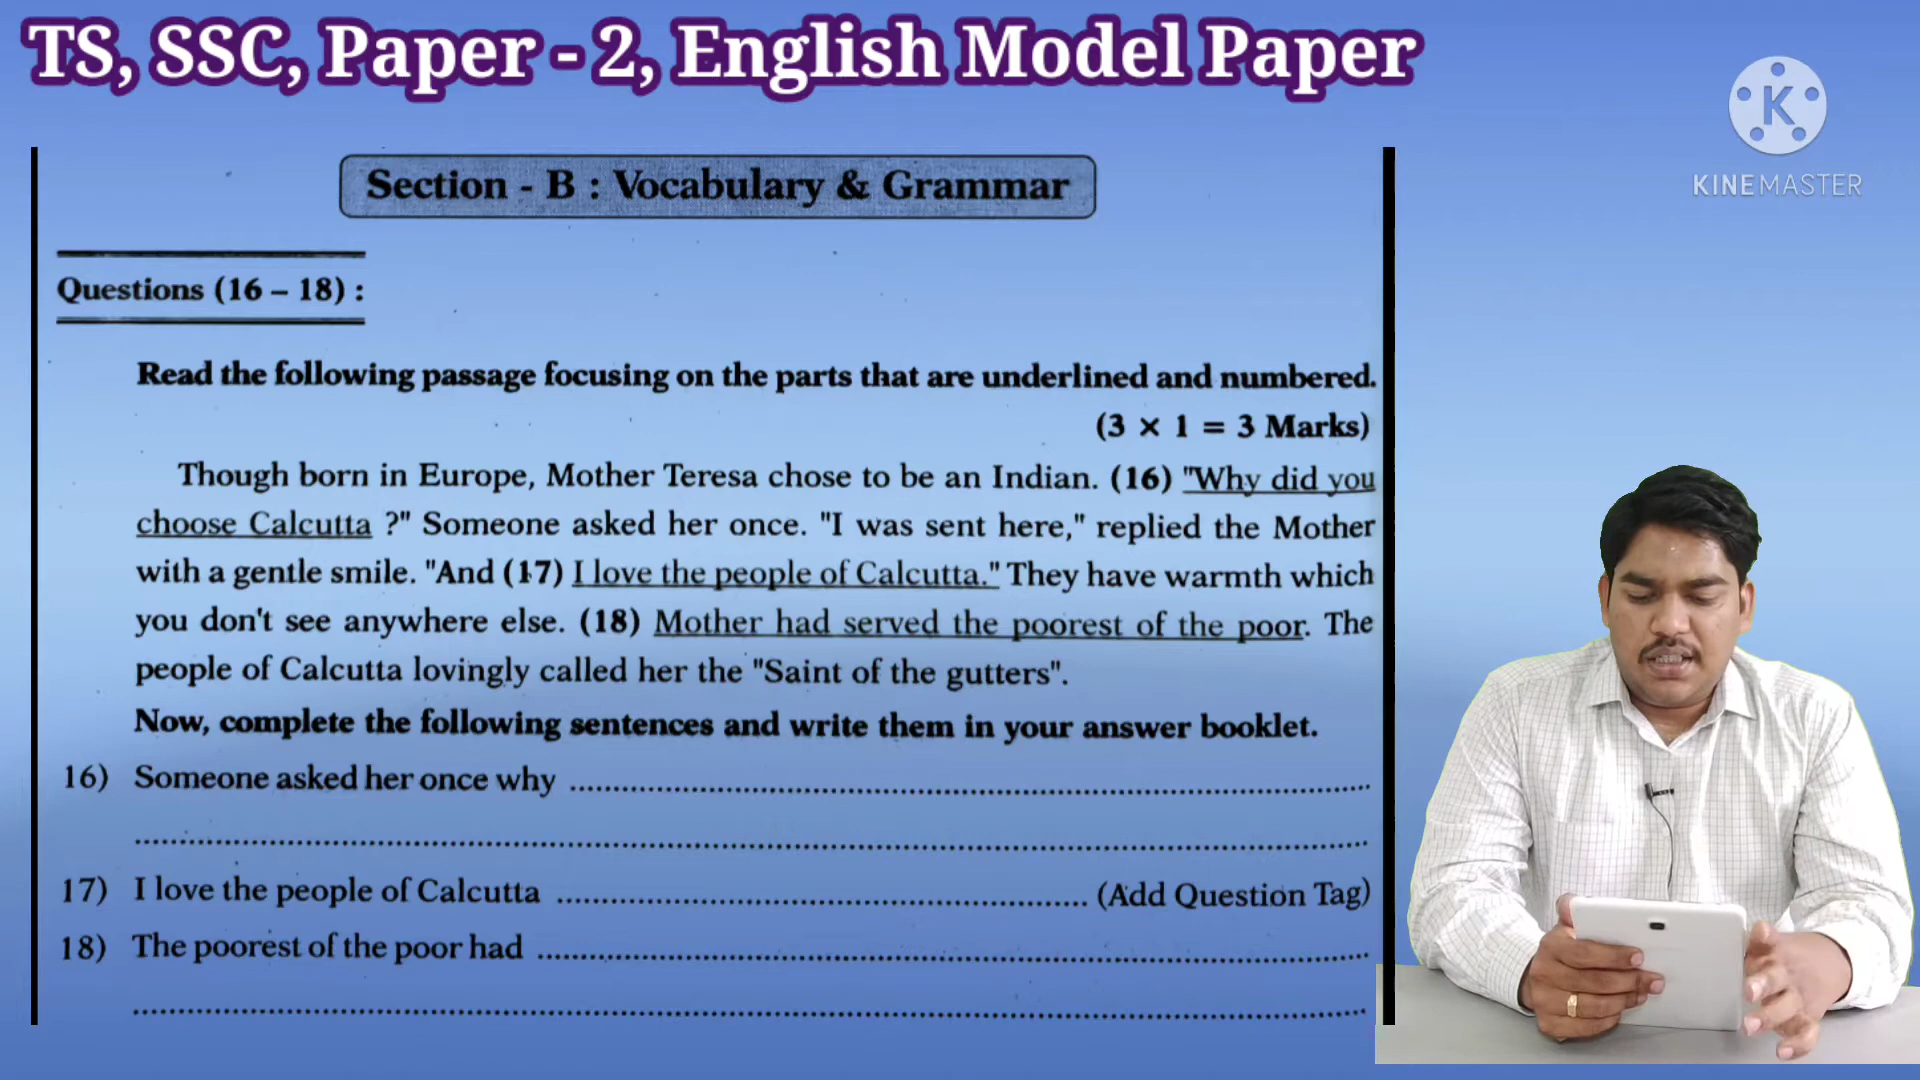 TS, SSC, Paper - 2, English Model Paper
K
KINEMASTER
Section - B : Vocabulary & Grammar
Questions (16 – 18) :
Read the following passage focusing on the parts that are underlined and numbered.
(3 × 1 = 3 Marks)
Though born in Europe, Mother Teresa chose to be an Indian. (16) "Why did you
choose Calcutta ?" Someone asked her once. "I was sent here," replied the Mother
with a gentle smile. "And (17) I love the people of Calcutta." They have warmth which
you don't see anywhere else. (18) Mother had served the poorest of the poor. The
people of Calcutta lovingly called her the "Saint of the gutters".
Now, complete the following sentences and write them in your answer booklet.
16) Someone asked her once why ................................................................
................................................................
17) I love the people of Calcutta ................................................ (Add Question Tag)
18) The poorest of the poor had ................................................................
................................................................